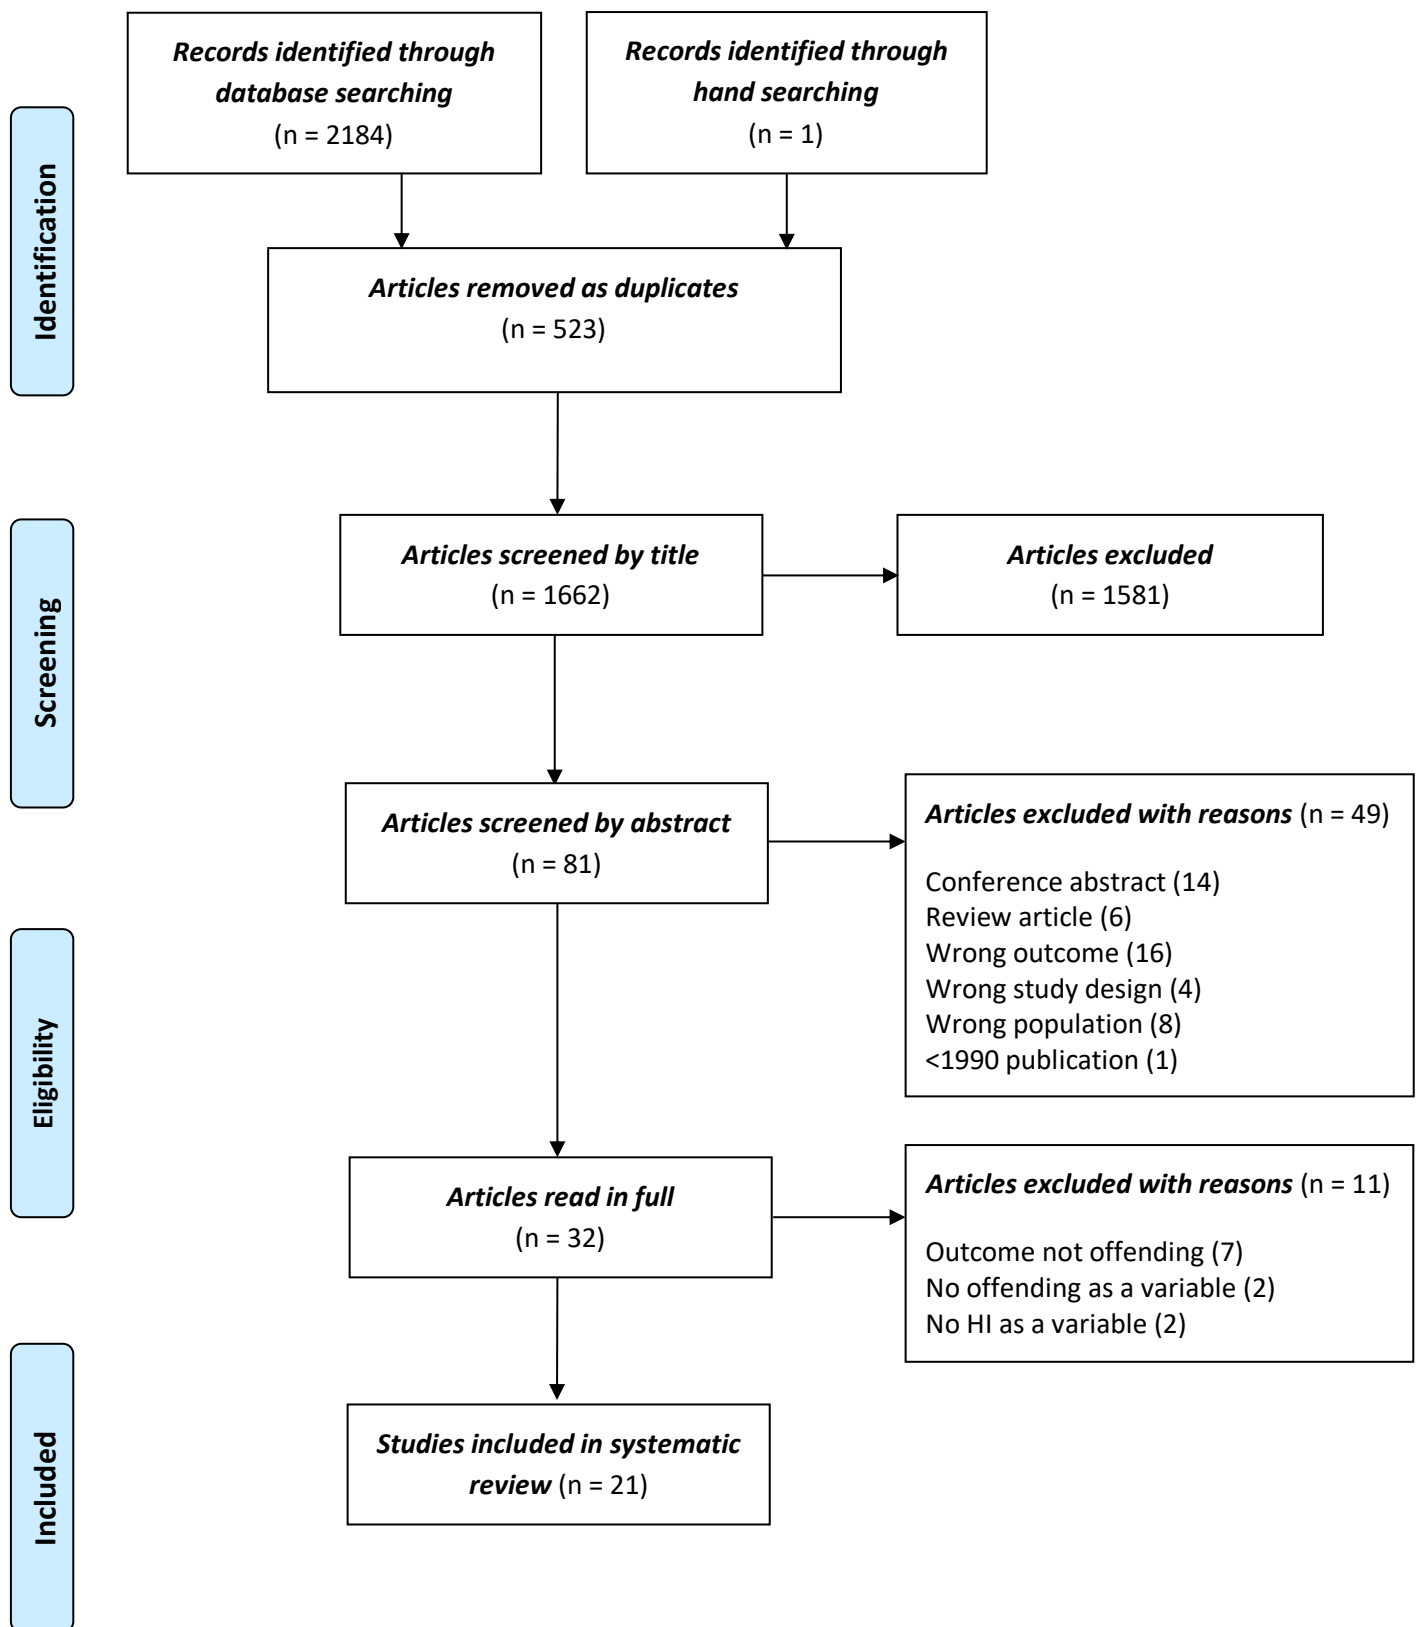 Records identified through
database searching
(n = 2184)
Records identified through
hand searching
(n = 1)
Identification
Articles removed as duplicates
(n = 523)
Screening
Articles screened by title
(n = 1662)
Articles excluded
(n = 1581)
Articles screened by abstract
(n = 81)
Articles excluded with reasons (n = 49)
Conference abstract (14)
Review article (6)
Wrong outcome (16)
Wrong study design (4)
Wrong population (8)
<1990 publication (1)
Eligibility
Articles read in full
(n = 32)
Articles excluded with reasons (n = 11)
Outcome not offending (7)
No offending as a variable (2)
No HI as a variable (2)
Included
Studies included in systematic
review (n = 21)